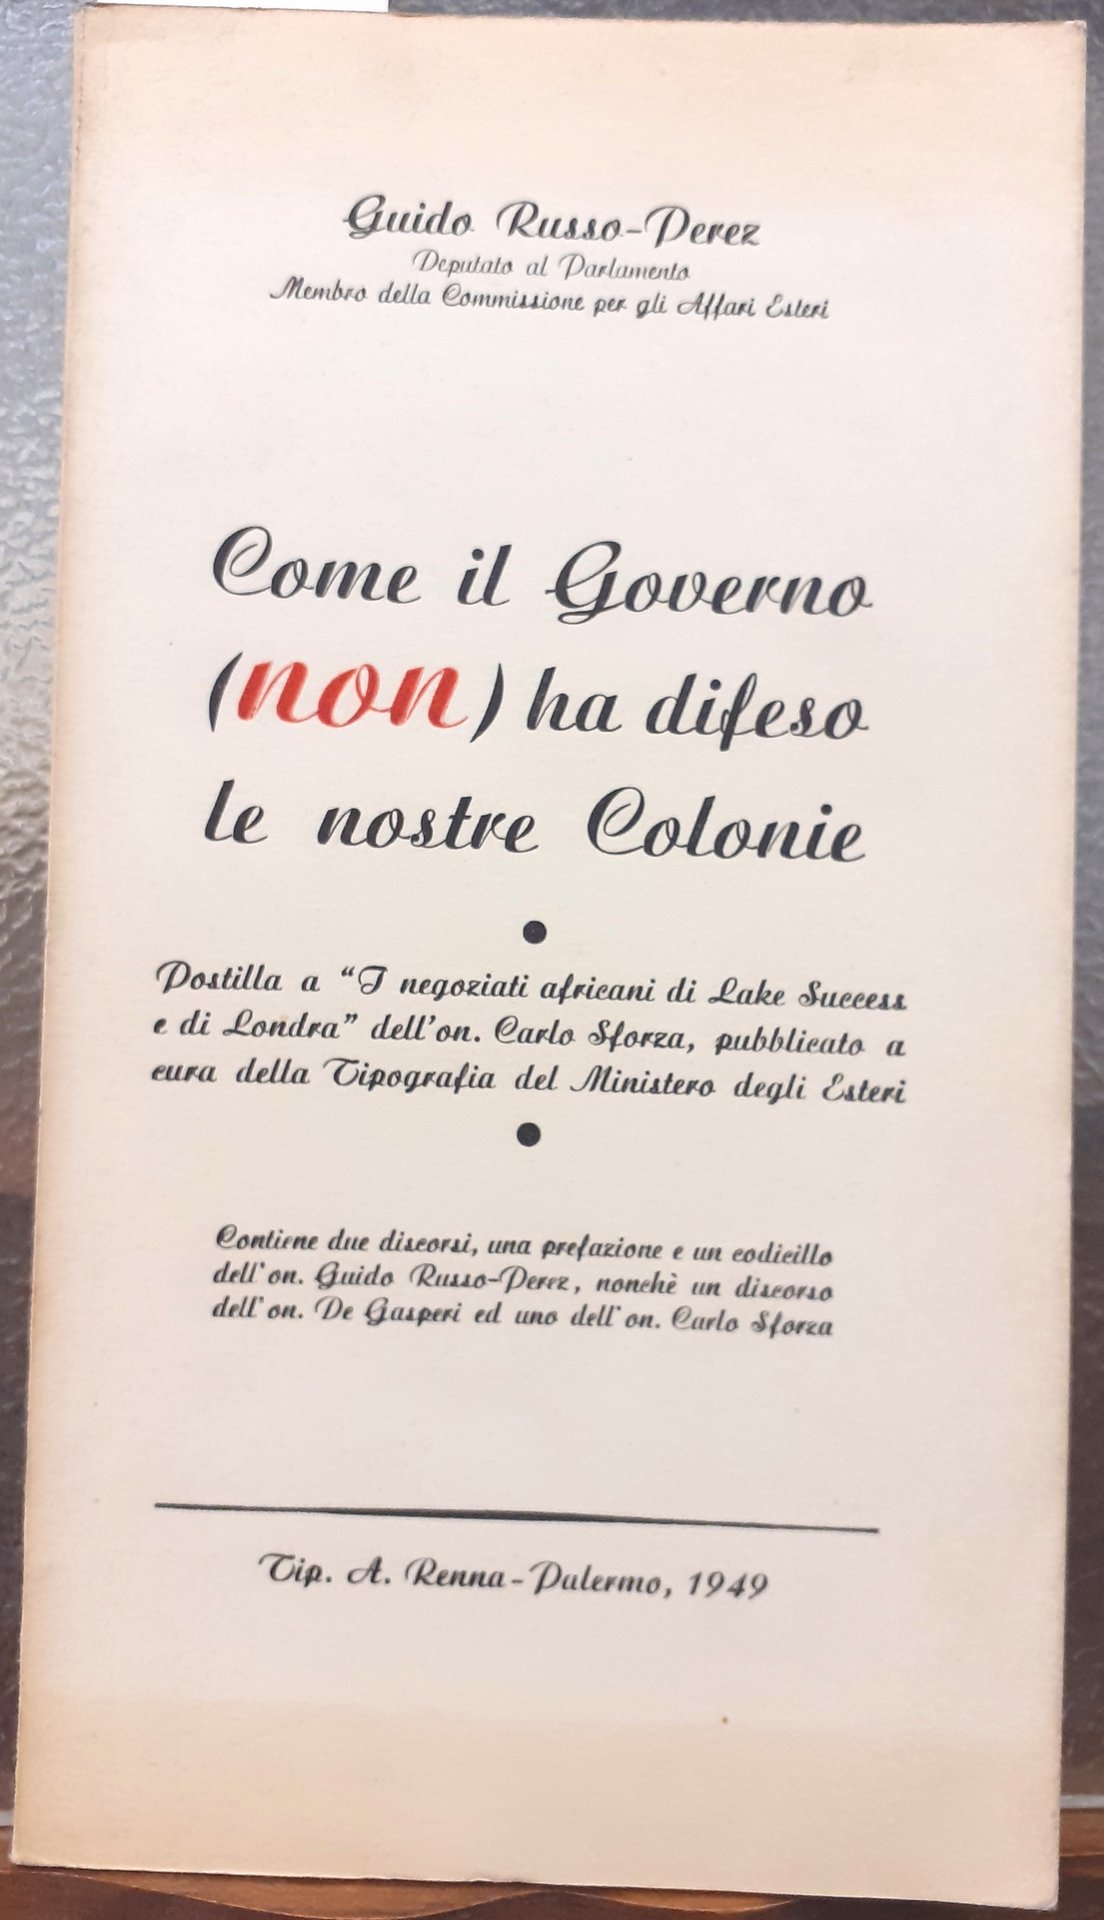 Guido Russo-Perez
Deputato al Parlamento
Membro della Commissione per gli Affari Esteri
Come il Governo
(non) ha difeso
le nostre Colonie
Postilla a "I negoziati africani di Lake Success
e di Londra" dell'on. Carlo Sforza, pubblicato a
cura della Tipografia del Ministero degli Esteri
Contiene due discorsi, una prefazione e un codicillo
dell'on. Guido Russo-Perez, nonchè un discorso
dell'on. De Gasperi ed uno dell'on. Carlo Sforza
Tip. A. Renna-Palermo, 1949